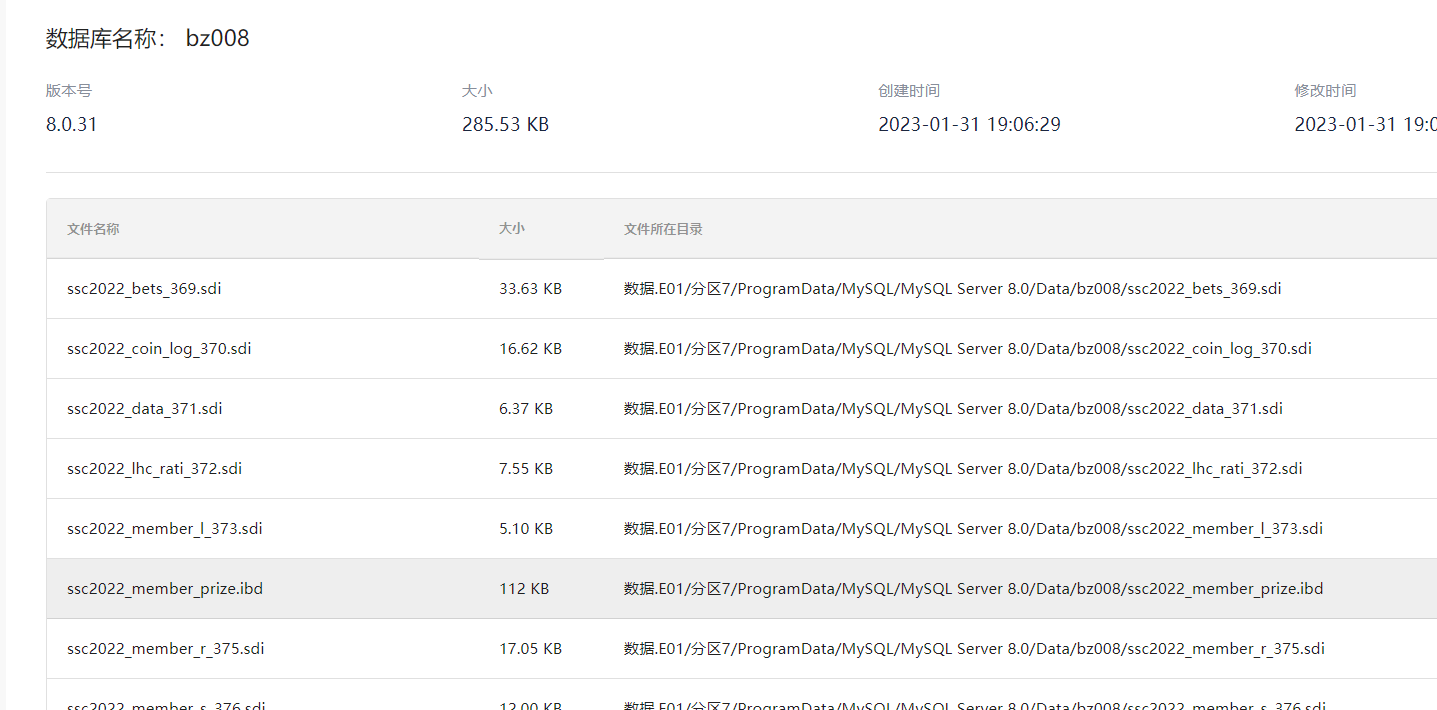 数据库名称： bz008
版本号 大小 创建时间 修改时间
8.0.31 285.53 KB 2023-01-31 19:06:29 2023-01-31 19:0
文件名称 大小 文件所在目录
ssc2022_bets_369.sdi 33.63 KB 数据.E01/分区7/ProgramData/MySQL/MySQL Server 8.0/Data/bz008/ssc2022_bets_369.sdi
ssc2022_coin_log_370.sdi 16.62 KB 数据.E01/分区7/ProgramData/MySQL/MySQL Server 8.0/Data/bz008/ssc2022_coin_log_370.sdi
ssc2022_data_371.sdi 6.37 KB 数据.E01/分区7/ProgramData/MySQL/MySQL Server 8.0/Data/bz008/ssc2022_data_371.sdi
ssc2022_lhc_rati_372.sdi 7.55 KB 数据.E01/分区7/ProgramData/MySQL/MySQL Server 8.0/Data/bz008/ssc2022_lhc_rati_372.sdi
ssc2022_member_l_373.sdi 5.10 KB 数据.E01/分区7/ProgramData/MySQL/MySQL Server 8.0/Data/bz008/ssc2022_member_l_373.sdi
ssc2022_member_prize.ibd 112 KB 数据.E01/分区7/ProgramData/MySQL/MySQL Server 8.0/Data/bz008/ssc2022_member_prize.ibd
ssc2022_member_r_375.sdi 17.05 KB 数据.E01/分区7/ProgramData/MySQL/MySQL Server 8.0/Data/bz008/ssc2022_member_r_375.sdi
ssc2022_member_s_376.sdi 12.00 KB 数据.E01/分区7/ProgramData/MySQL/MySQL Server 8.0/Data/bz008/ssc2022_member_s_376.sdi